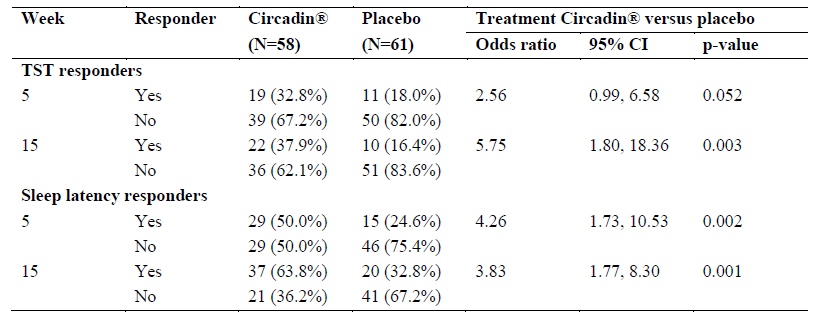 Week Responder Circadin® Placebo Treatment Circadin® versus placebo
(N=58) (N=61) Odds ratio 95% CI p-value
TST responders
5 Yes 19 (32.8%) 11 (18.0%) 2.56 0.99, 6.58 0.052
No 39 (67.2%) 50 (82.0%)
15 Yes 22 (37.9%) 10 (16.4%) 5.75 1.80, 18.36 0.003
No 36 (62.1%) 51 (83.6%)
Sleep latency responders
5 Yes 29 (50.0%) 15 (24.6%) 4.26 1.73, 10.53 0.002
No 29 (50.0%) 46 (75.4%)
15 Yes 37 (63.8%) 20 (32.8%) 3.83 1.77, 8.30 0.001
No 21 (36.2%) 41 (67.2%)